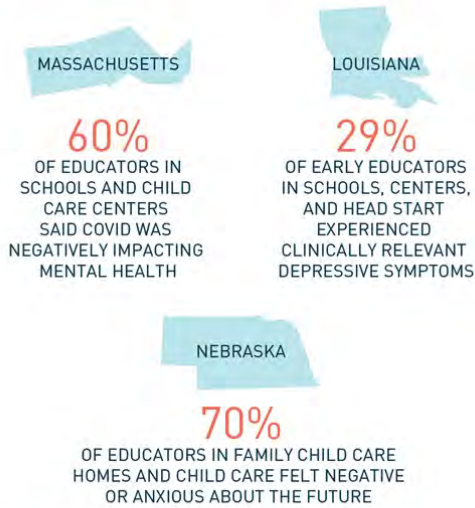 MASSACHUSETTS
60%
OF EDUCATORS IN
SCHOOLS AND CHILD
CARE CENTERS
SAID COVID WAS
NEGATIVELY IMPACTING
MENTAL HEALTH
LOUISIANA
29%
OF EARLY EDUCATORS
IN SCHOOLS, CENTERS,
AND HEAD START
EXPERIENCED
CLINICALLY RELEVANT
DEPRESSIVE SYMPTOMS
NEBRASKA
70%
OF EDUCATORS IN FAMILY CHILD CARE
HOMES AND CHILD CARE FELT NEGATIVE
OR ANXIOUS ABOUT THE FUTURE